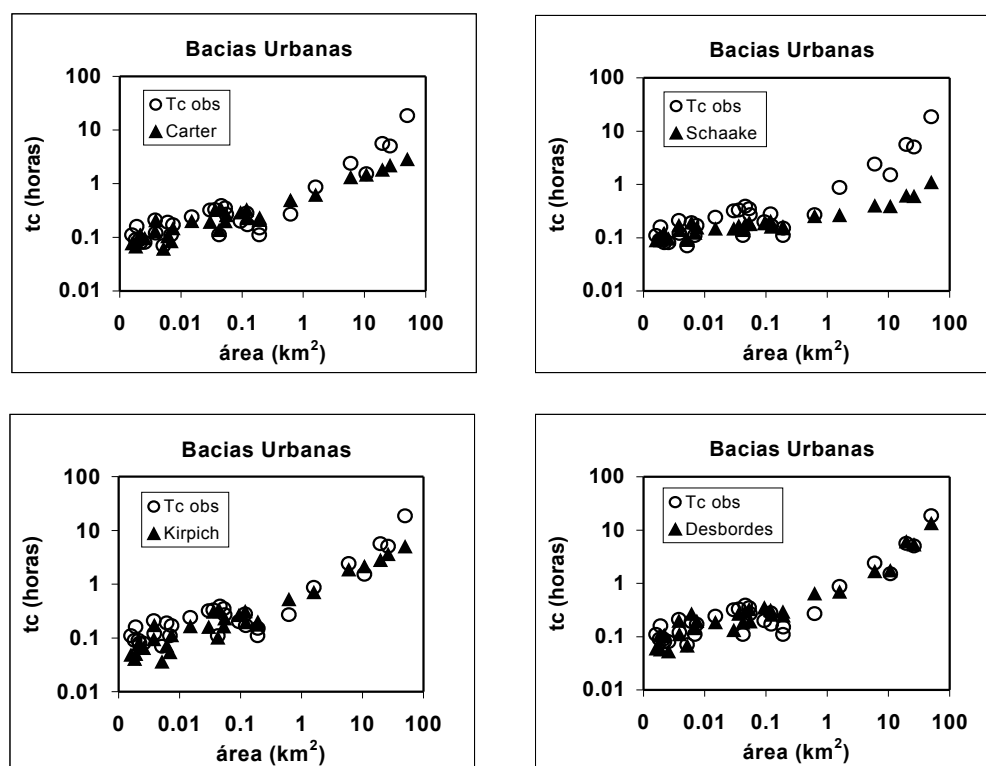 Bacias Urbanas
100
10
1
0.1
0.01
tc (horas)
Tc obs
Carter
0 0.01 0.1 1 10 100
área (km²)
Bacias Urbanas
100
10
1
0.1
0.01
tc (horas)
Tc obs
Schaake
0 0.01 0.1 1 10 100
área (km²)
Bacias Urbanas
100
10
1
0.1
0.01
tc (horas)
Tc obs
Kirpich
0 0.01 0.1 1 10 100
área (km²)
Bacias Urbanas
100
10
1
0.1
0.01
tc (horas)
Tc obs
Desbordes
0 0.01 0.1 1 10 100
área (km²)